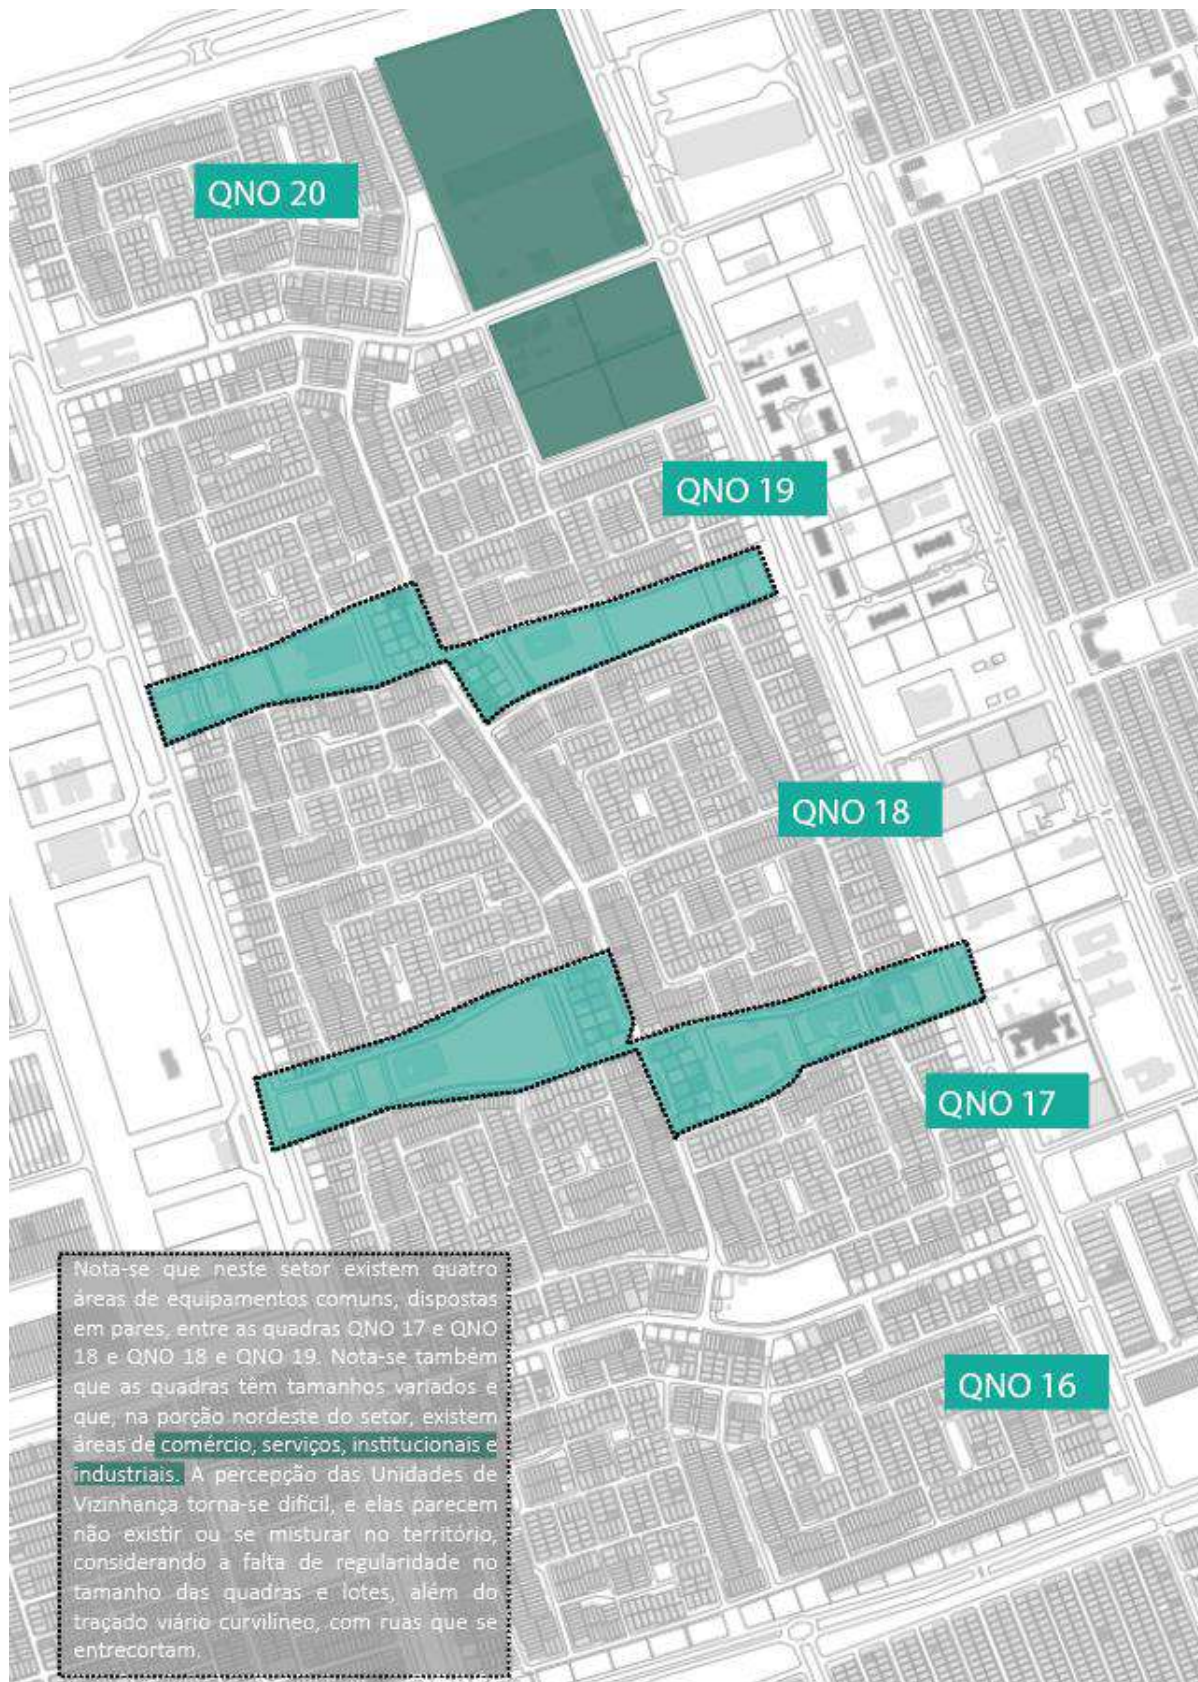 QNO 20
QNO 19
QNO 18
QNO 17
QNO 16
Nota-se que neste setor existem quatro
áreas de equipamentos comuns, dispostas
em pares, entre as quadras QNO 17 e QNO
18 e QNO 18 e QNO 19. Nota-se também
que as quadras têm tamanhos variados e
que, na porção nordeste do setor, existem
áreas de comércio, serviços, institucionais e
industriais. A percepção das Unidades de
Vizinhança torna-se difícil, e elas parecem
não existir ou se misturar no território,
considerando a falta de regularidade no
tamanho das quadras e lotes, além do
traçado viário curvilíneo, com ruas que se
entrecortam.